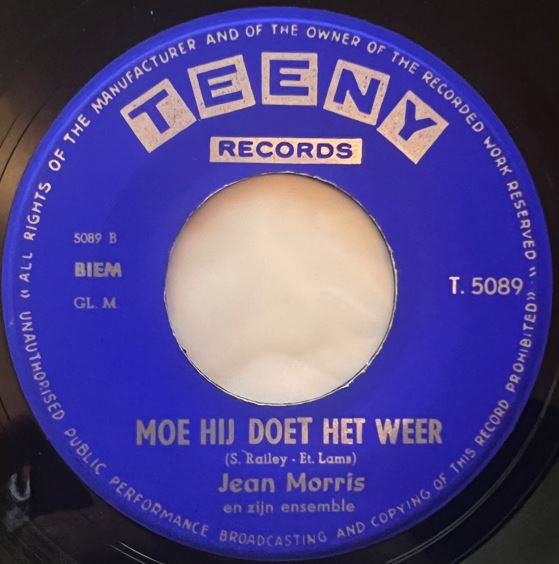 ALL RIGHTS OF THE MANUFACTURER AND OF THE OWNER OF THE RECORDED WORK RESERVED "
TEENY
RECORDS
5089 B
BIEM
GL. M.
T. 5089
MOE HIJ DOET HET WEER
(S. Railey - Et. Lams)
Jean Morris
en zijn ensemble
UNAUTHORISED PUBLIC PERFORMANCE BROADCASTING AND COPYING OF THIS RECORD PROHIBITED »